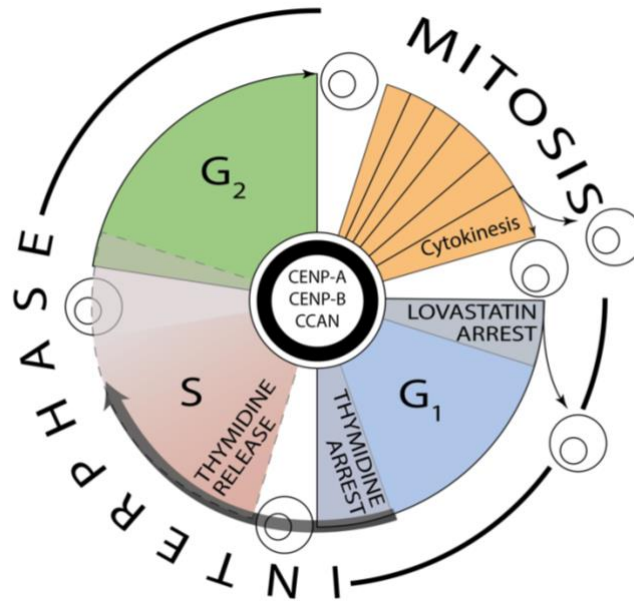 MITOSIS
INTERPHASE
G2
Cytokinesis
CENP-A
CENP-B
CCAN
LOVASTATIN
ARREST
G1
THYMIDINE
ARREST
S
THYMIDINE
RELEASE